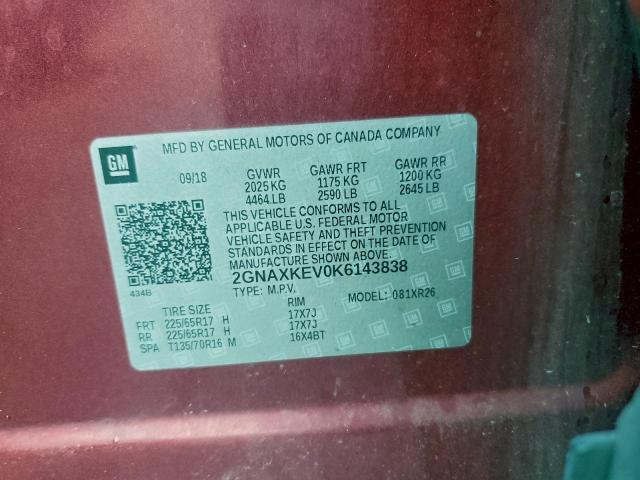 GM
MFD BY GENERAL MOTORS OF CANADA COMPANY
09/18 GVWR GAWR FRT GAWR RR
2025 KG 1175 KG 1200 KG
4464 LB 2590 LB 2645 LB
THIS VEHICLE CONFORMS TO ALL
APPLICABLE U.S. FEDERAL MOTOR
VEHICLE SAFETY AND THEFT PREVENTION
STANDARDS IN EFFECT ON THE DATE OF
MANUFACTURE SHOWN ABOVE.
2GNAXKEV0K6143838
434B TYPE: M.P.V. MODEL: 081XR26
TIRE SIZE RIM
FRT 225/65R17 H 17X7J
RR 225/65R17 H 17X7J
SPA T135/70R16 M 16X4BT